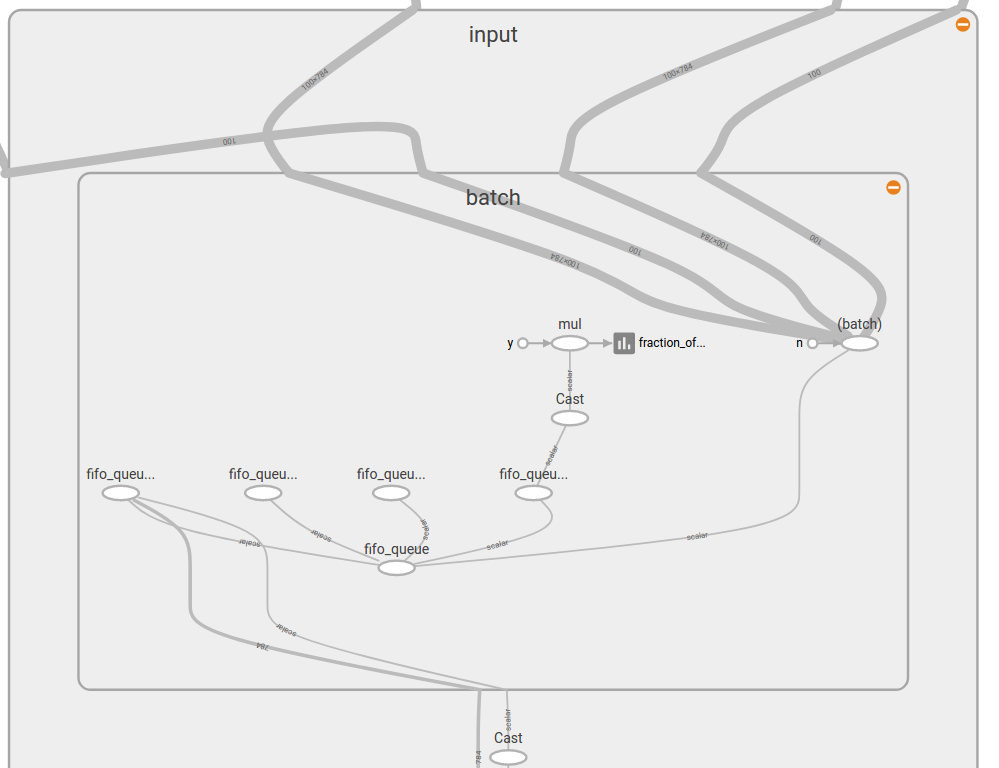 input
100×784
100×784
100
100
batch
100×784
100
100×784
100
mul
(batch)
y
fraction_of...
n
scalar
Cast
scalar
fifo_queu...
fifo_queu...
fifo_queu...
fifo_queu...
scalar
scalar
scalar
scalar
scalar
fifo_queue
scalar
784
scalar
Cast
784